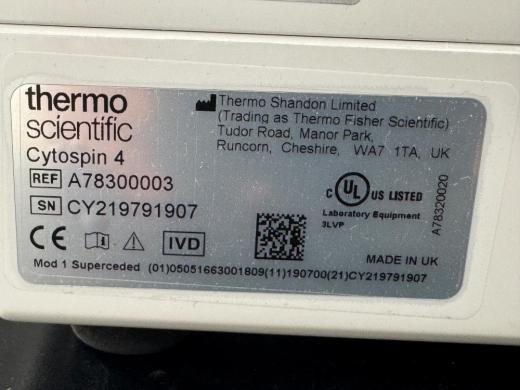 thermo
scientific
Cytospin 4
REF A78300003
SN CY219791907
CE
IVD
Thermo Shandon Limited
(Trading as Thermo Fisher Scientific)
Tudor Road, Manor Park,
Runcorn, Cheshire, WA7 1TA, UK
C UL US LISTED
Laboratory Equipment
3LVP
A78320020
MADE IN UK
Mod 1 Superceded (01)05051663001809(11)190700(21)CY219791907